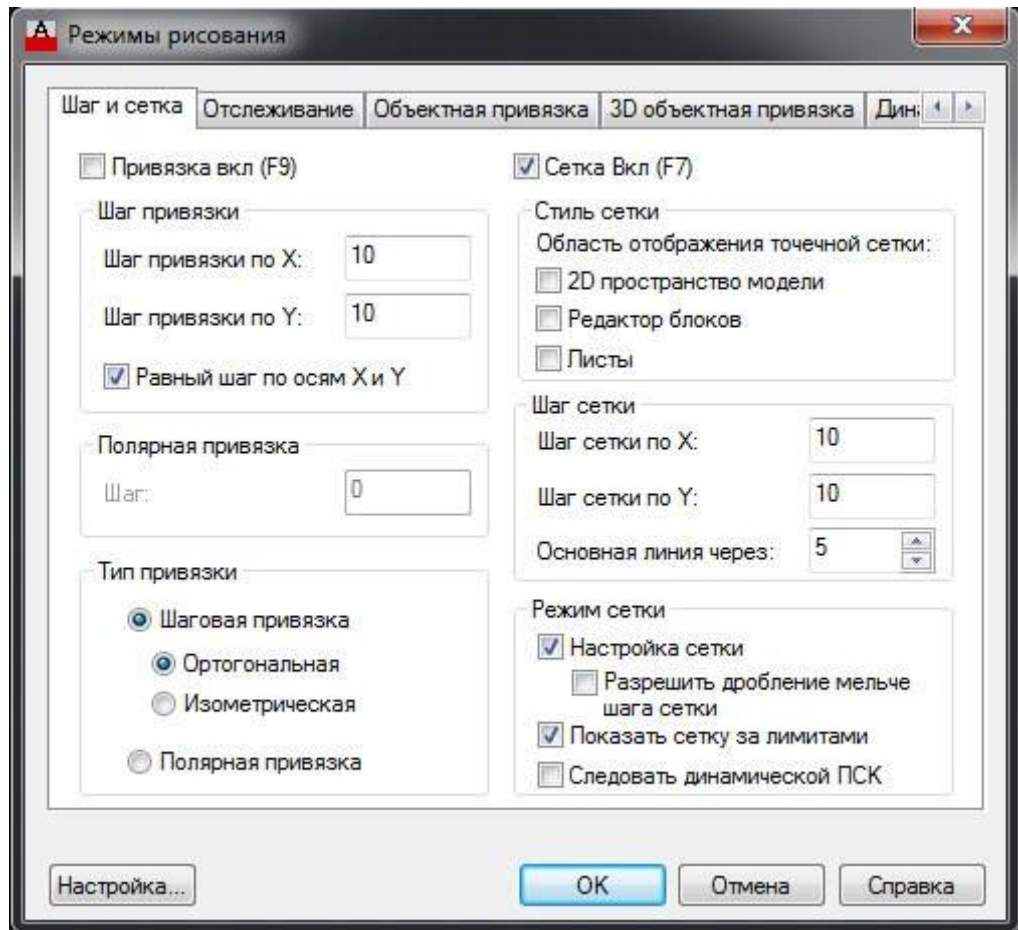 Режимы рисования
Шаг и сетка
Отслеживание
Объектная привязка
3D объектная привязка
Дин
Привязка вкл (F9)
Шаг привязки
Шаг привязки по X:
10
Шаг привязки по Y:
10
Равный шаг по осям X и Y
Полярная привязка
Шаг:
0
Тип привязки
Шаговая привязка
Ортогональная
Изометрическая
Полярная привязка
Сетка Вкл (F7)
Стиль сетки
Область отображения точечной сетки:
2D пространство модели
Редактор блоков
Листы
Шаг сетки
Шаг сетки по X:
10
Шаг сетки по Y:
10
Основная линия через:
5
Режим сетки
Настройка сетки
Разрешить дробление мельче
шага сетки
Показать сетку за лимитами
Следовать динамической ПСК
Настройка...
OK
Отмена
Справка